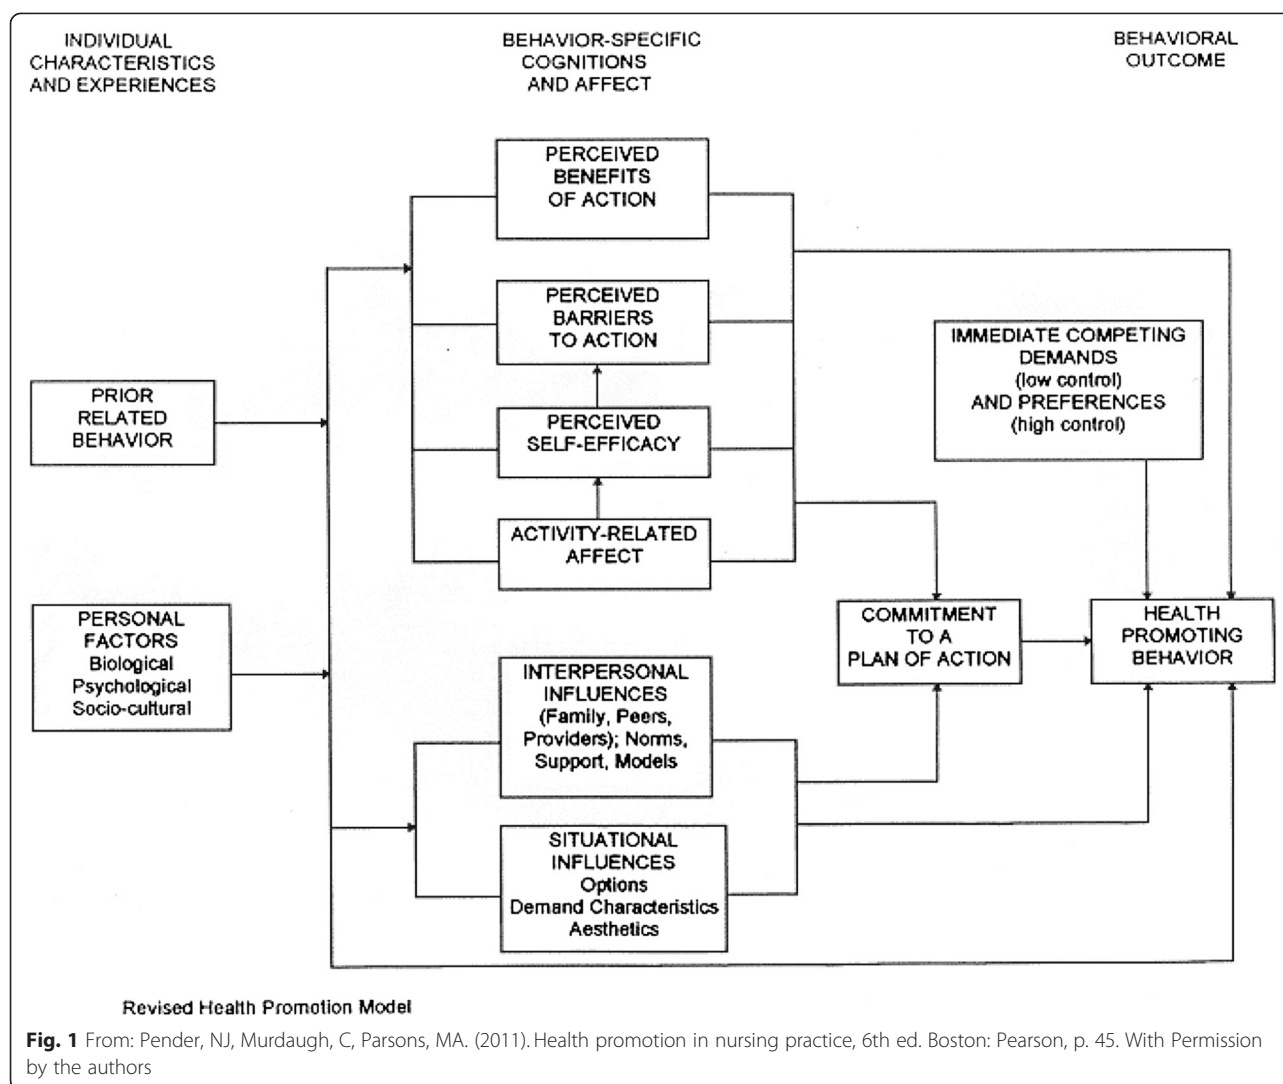 INDIVIDUAL
CHARACTERISTICS
AND EXPERIENCES
BEHAVIOR-SPECIFIC
COGNITIONS
AND AFFECT
BEHAVIORAL
OUTCOME
PERCEIVED
BENEFITS
OF ACTION
PERCEIVED
BARRIERS
TO ACTION
IMMEDIATE COMPETING
DEMANDS
(low control)
AND PREFERENCES
(high control)
PRIOR
RELATED
BEHAVIOR
PERCEIVED
SELF-EFFICACY
ACTIVITY-RELATED
AFFECT
PERSONAL
FACTORS
Biological
Psychological
Socio-cultural
COMMITMENT
TO A
PLAN OF ACTION
HEALTH
PROMOTING
BEHAVIOR
INTERPERSONAL
INFLUENCES
(Family, Peers,
Providers); Norms,
Support, Models
SITUATIONAL
INFLUENCES
Options
Demand Characteristics
Aesthetics
Revised Health Promotion Model
Fig. 1 From: Pender, NJ, Murdaugh, C, Parsons, MA. (2011). Health promotion in nursing practice, 6th ed. Boston: Pearson, p. 45. With Permission
by the authors